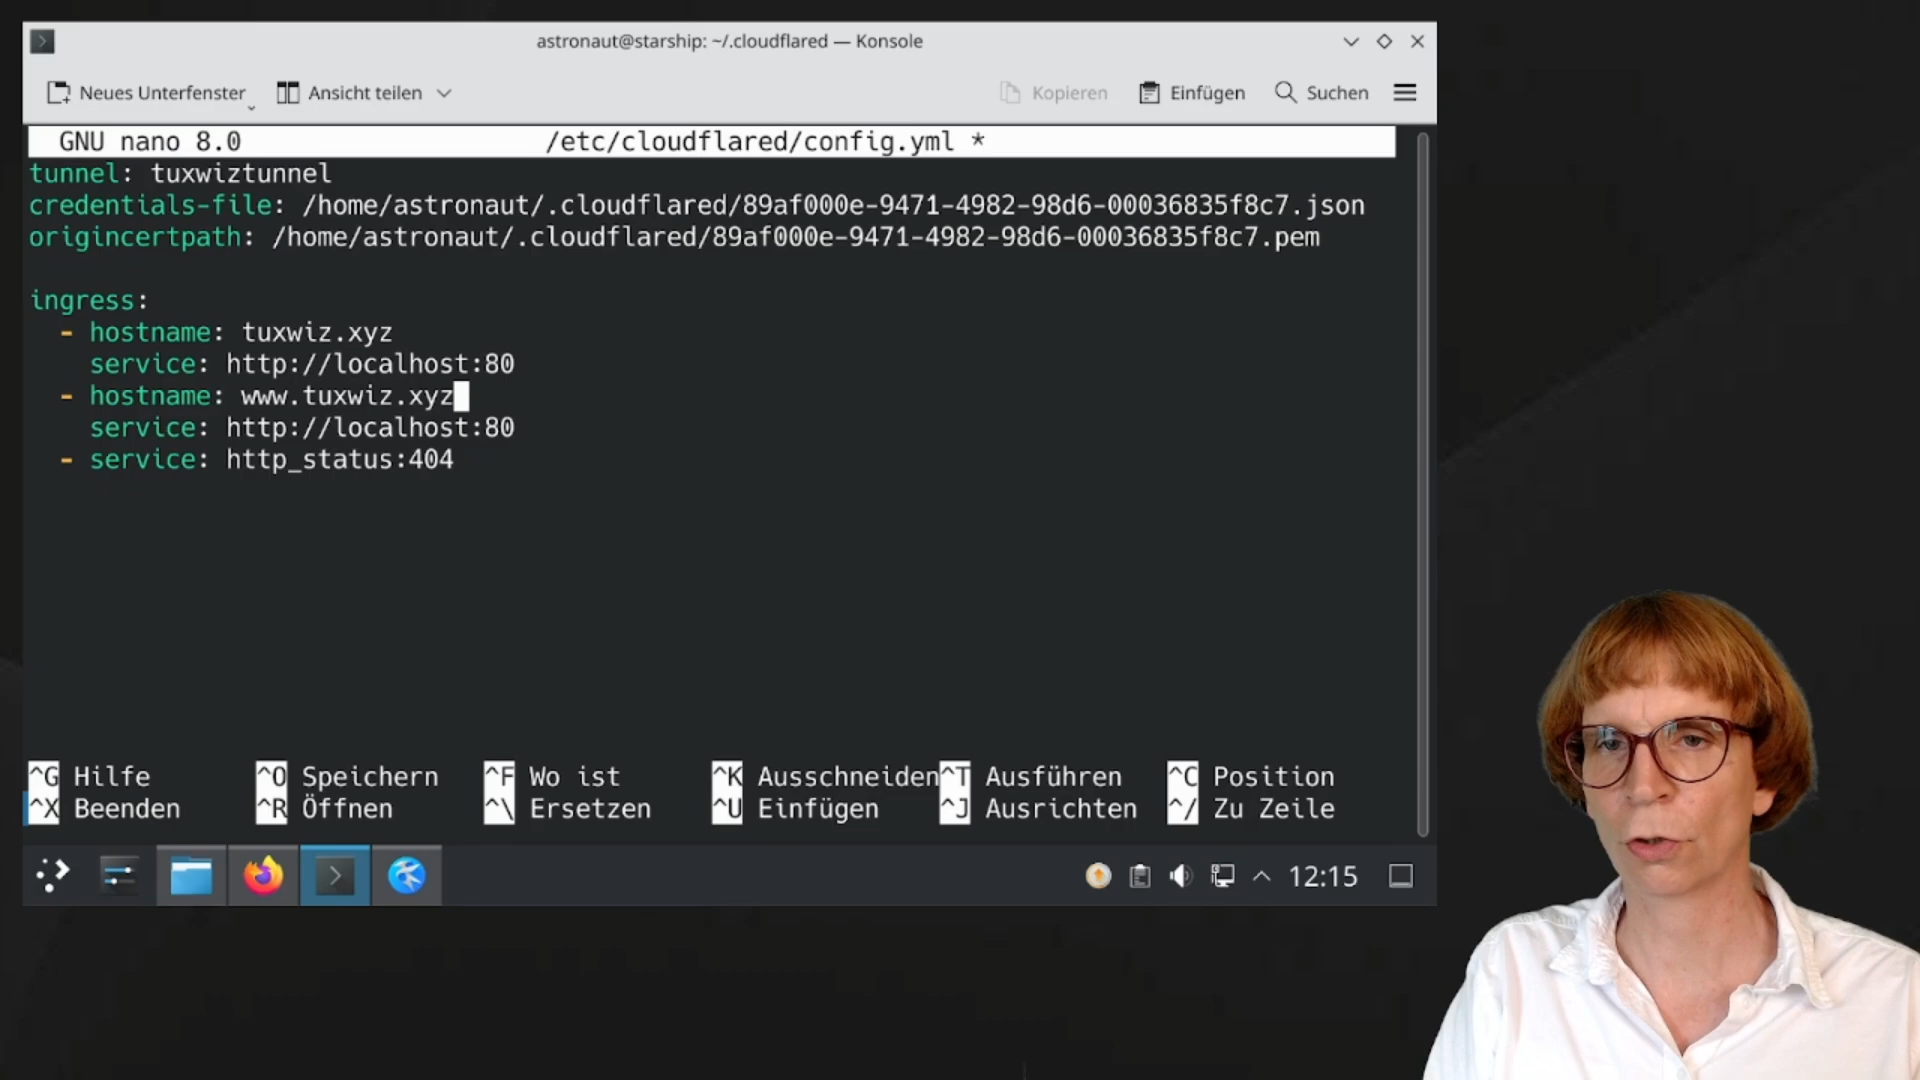 astronaut@starship: ~/.cloudflared — Konsole
Neues Unterfenster Ansicht teilen Kopieren Einfügen Suchen
GNU nano 8.0 /etc/cloudflared/config.yml *
tunnel: tuxwiztunnel
credentials-file: /home/astronaut/.cloudflared/89af000e-9471-4982-98d6-00036835f8c7.json
origincertpath: /home/astronaut/.cloudflared/89af000e-9471-4982-98d6-00036835f8c7.pem
ingress:
- hostname: tuxwiz.xyz
service: http://localhost:80
- hostname: www.tuxwiz.xyz
service: http://localhost:80
- service: http_status:404
^G Hilfe ^O Speichern ^F Wo ist ^K Ausschneiden ^T Ausführen ^C Position
^X Beenden ^R Öffnen ^\ Ersetzen ^U Einfügen ^J Ausrichten ^/ Zu Zeile
12:15